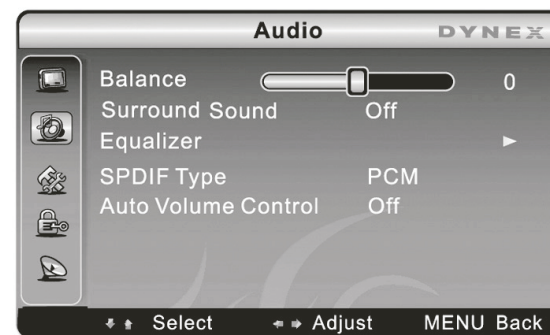 Audio DYNEX
Balance 0
Surround Sound Off
Equalizer
SPDIF Type PCM
Auto Volume Control Off
Select Adjust MENU Back